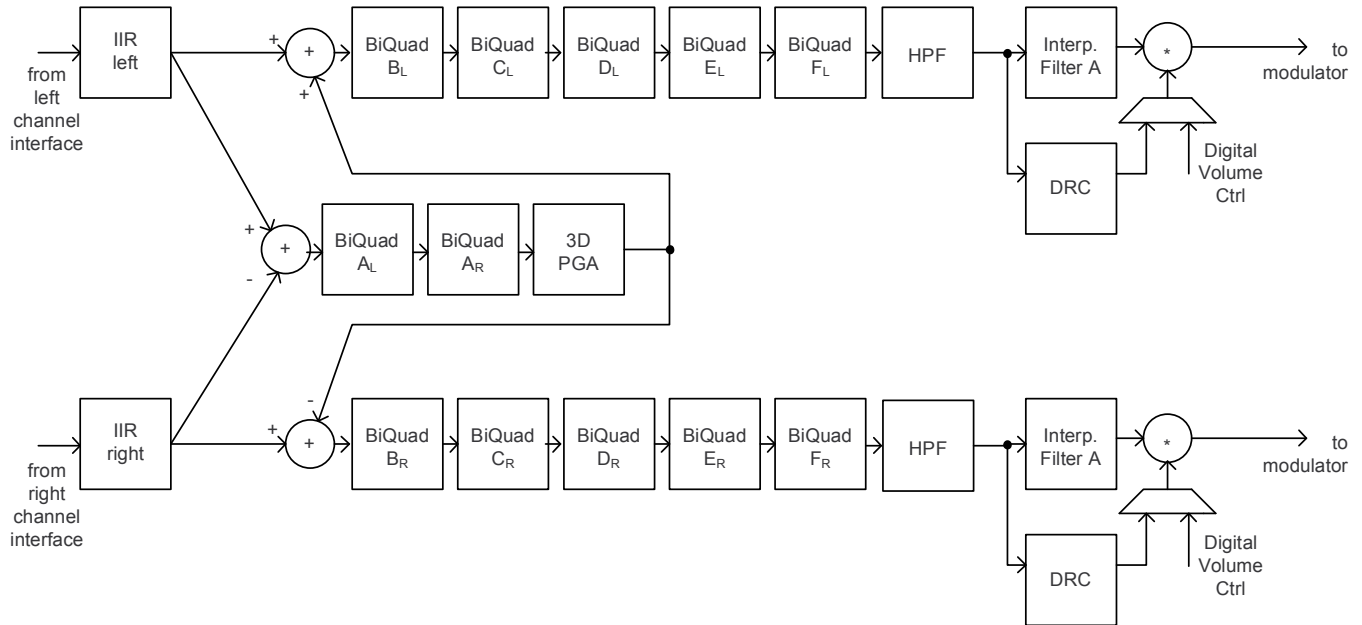 from
left
channel
interface
IIR
left
+
+
+
BiQuad
BL
BiQuad
CL
BiQuad
DL
BiQuad
EL
BiQuad
FL
HPF
Interp.
Filter A
*
to
modulator
DRC
Digital
Volume
Ctrl
+
-
+
BiQuad
AL
BiQuad
AR
3D
PGA
from
right
channel
interface
IIR
right
+
-
+
BiQuad
BR
BiQuad
CR
BiQuad
DR
BiQuad
ER
BiQuad
FR
HPF
Interp.
Filter A
*
to
modulator
DRC
Digital
Volume
Ctrl